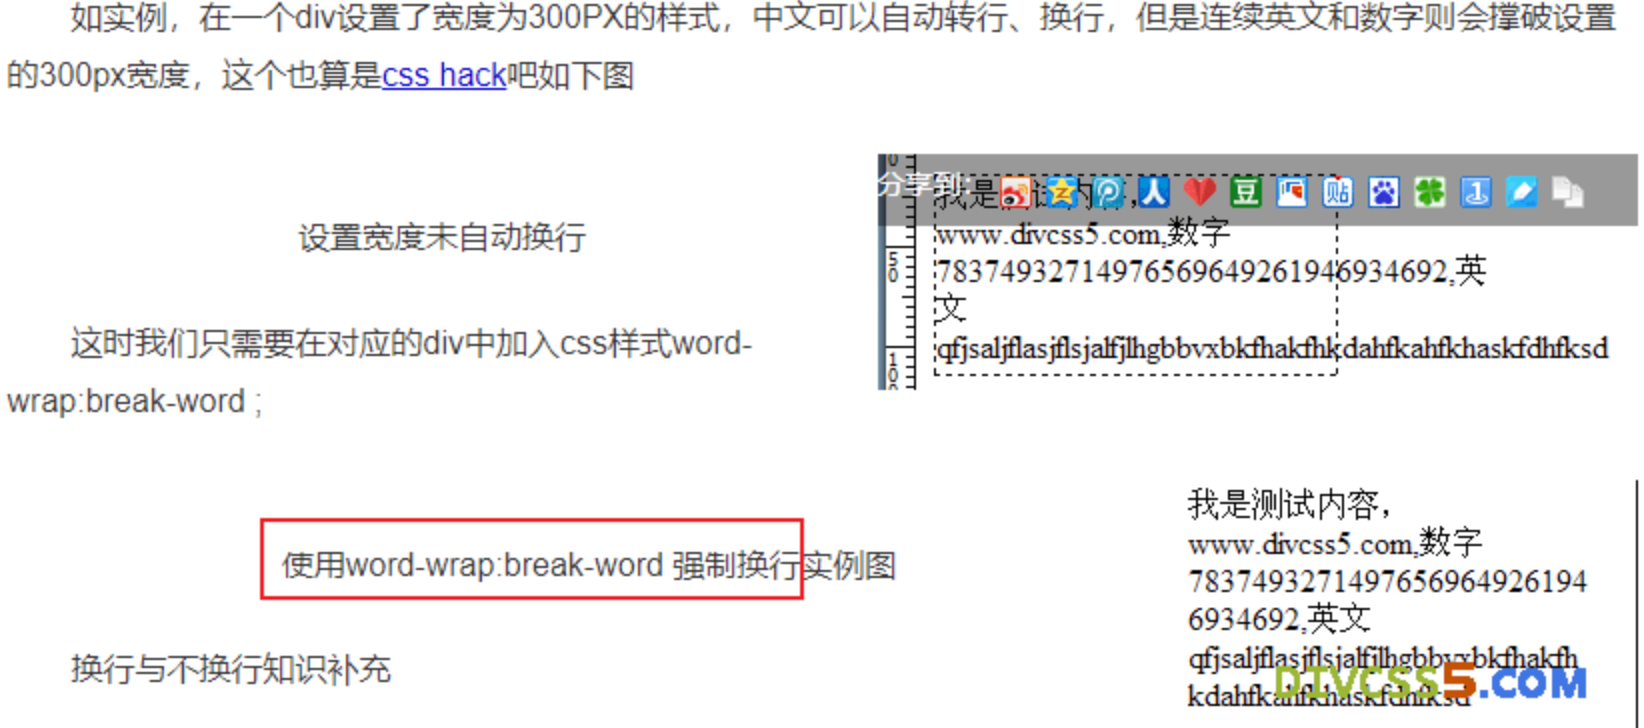 如实例，在一个div设置了宽度为300PX的样式，中文可以自动转行、换行，但是连续英文和数字则会撑破设置
的300px宽度，这个也算是css hack吧如下图
分享到:
我是测试内容，
www.divcss5.com,数字
设置宽度未自动换行
7837493271497656964926194 6934692,英
文
qfjsaljflasjflsjalfjlhgbbvxbkfhakfhkdahfkahfkhaskfdhfksd
这时我们只需要在对应的div中加入css样式word-
wrap:break-word ;
我是测试内容，
www.divcss5.com,数字
使用word-wrap:break-word 强制换行实例图
7837493271497656964926194
6934692,英文
换行与不换行知识补充
qfjsaljflasjflsjalfjlhgbbvxbkfhakfh
kdahfkahfkhaskfdhfksd
DIVCSS5.COM